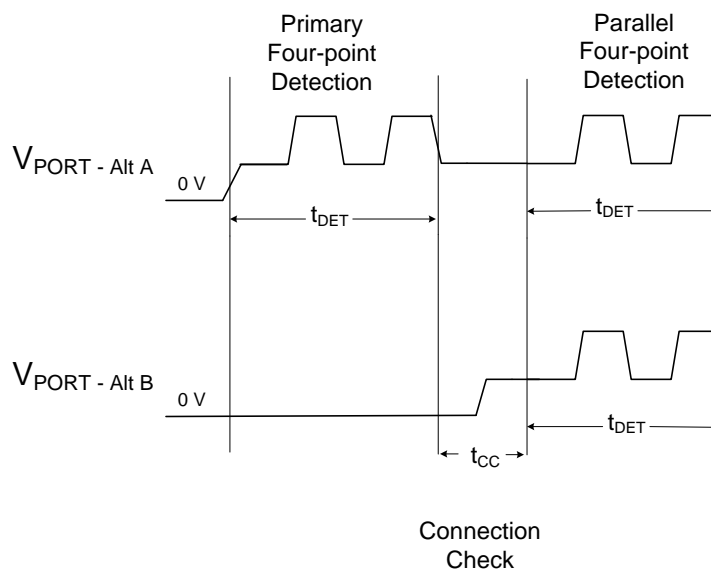 Primary
Four-point
Detection
Parallel
Four-point
Detection
VPORT - Alt A
0 V
tDET
tDET
VPORT - Alt B
0 V
tDET
tCC
Connection
Check